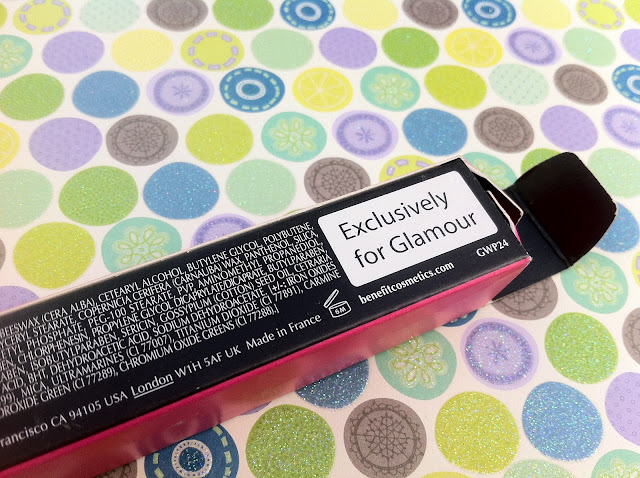 BEESWAX (CERA ALBA), CETEARYL ALCOHOL, BUTYLENE GLYCOL, POLYBUTENE,
STEARATE, COPERNICIA CERIFERA (CARNAUBA) WAX, PANTHENOL, SILICA,
PHOSPHATE, PEG-100 STEARATE, PVP, AMINOMETHYL PROPANEDIOL,
CHLORPHENESIN, PROPYLENE GLYCOL DICAPRYLATE/DICAPRATE, BUTYLPARABEN,
ISOBUTYLPARABEN, SERICIN, GOSSYPIUM (COTTON) SEED OIL, CETRARIA
ACID, DEHYDROACETIC ACID, SODIUM DEHYDROACETATE. [+/-: IRON OXIDES
MICA, ULTRAMARINES (CI 77007), TITANIUM DIOXIDE (CI 77891), CARMINE
HYDROXIDE GREEN (CI 77289), CHROMIUM OXIDE GREENS (CI 77288).]
Francisco CA 94105 USA London W1H 5AF UK Made in France
6M
benefitcosmetics.com
GWP24
Exclusively
for Glamour